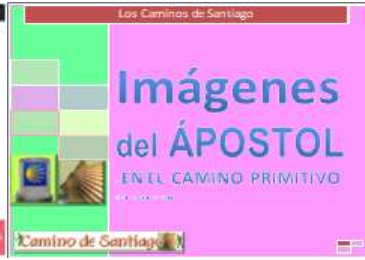 Los Caminos de Santiago
Imágenes
del ÁPOSTOL
EN EL CAMINO PRIMITIVO
Camino de Santiago